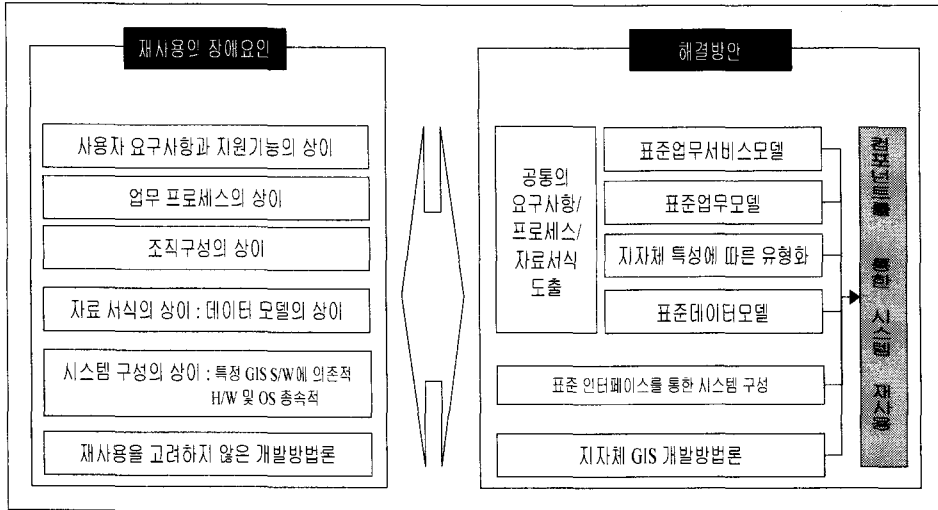 재사용의 장애요인
사용자 요구사항과 지원기능의 상이
업무 프로세스의 상이
조직구성의 상이
자료 서식의 상이 : 데이터 모델의 상이
시스템 구성의 상이 : 특정 GIS S/W에 의존적
H/W 및 OS 종속적
재사용을 고려하지 않은 개발방법론
해결방안
공통의
요구사항/
프로세스/
자료서식
도출
표준업무서비스모델
표준업무모델
지자체 특성에 따른 유형화
표준데이터모델
표준 인터페이스를 통한 시스템 구성
지자체 GIS 개발방법론
컴포넌트를 통한 시스템 재사용